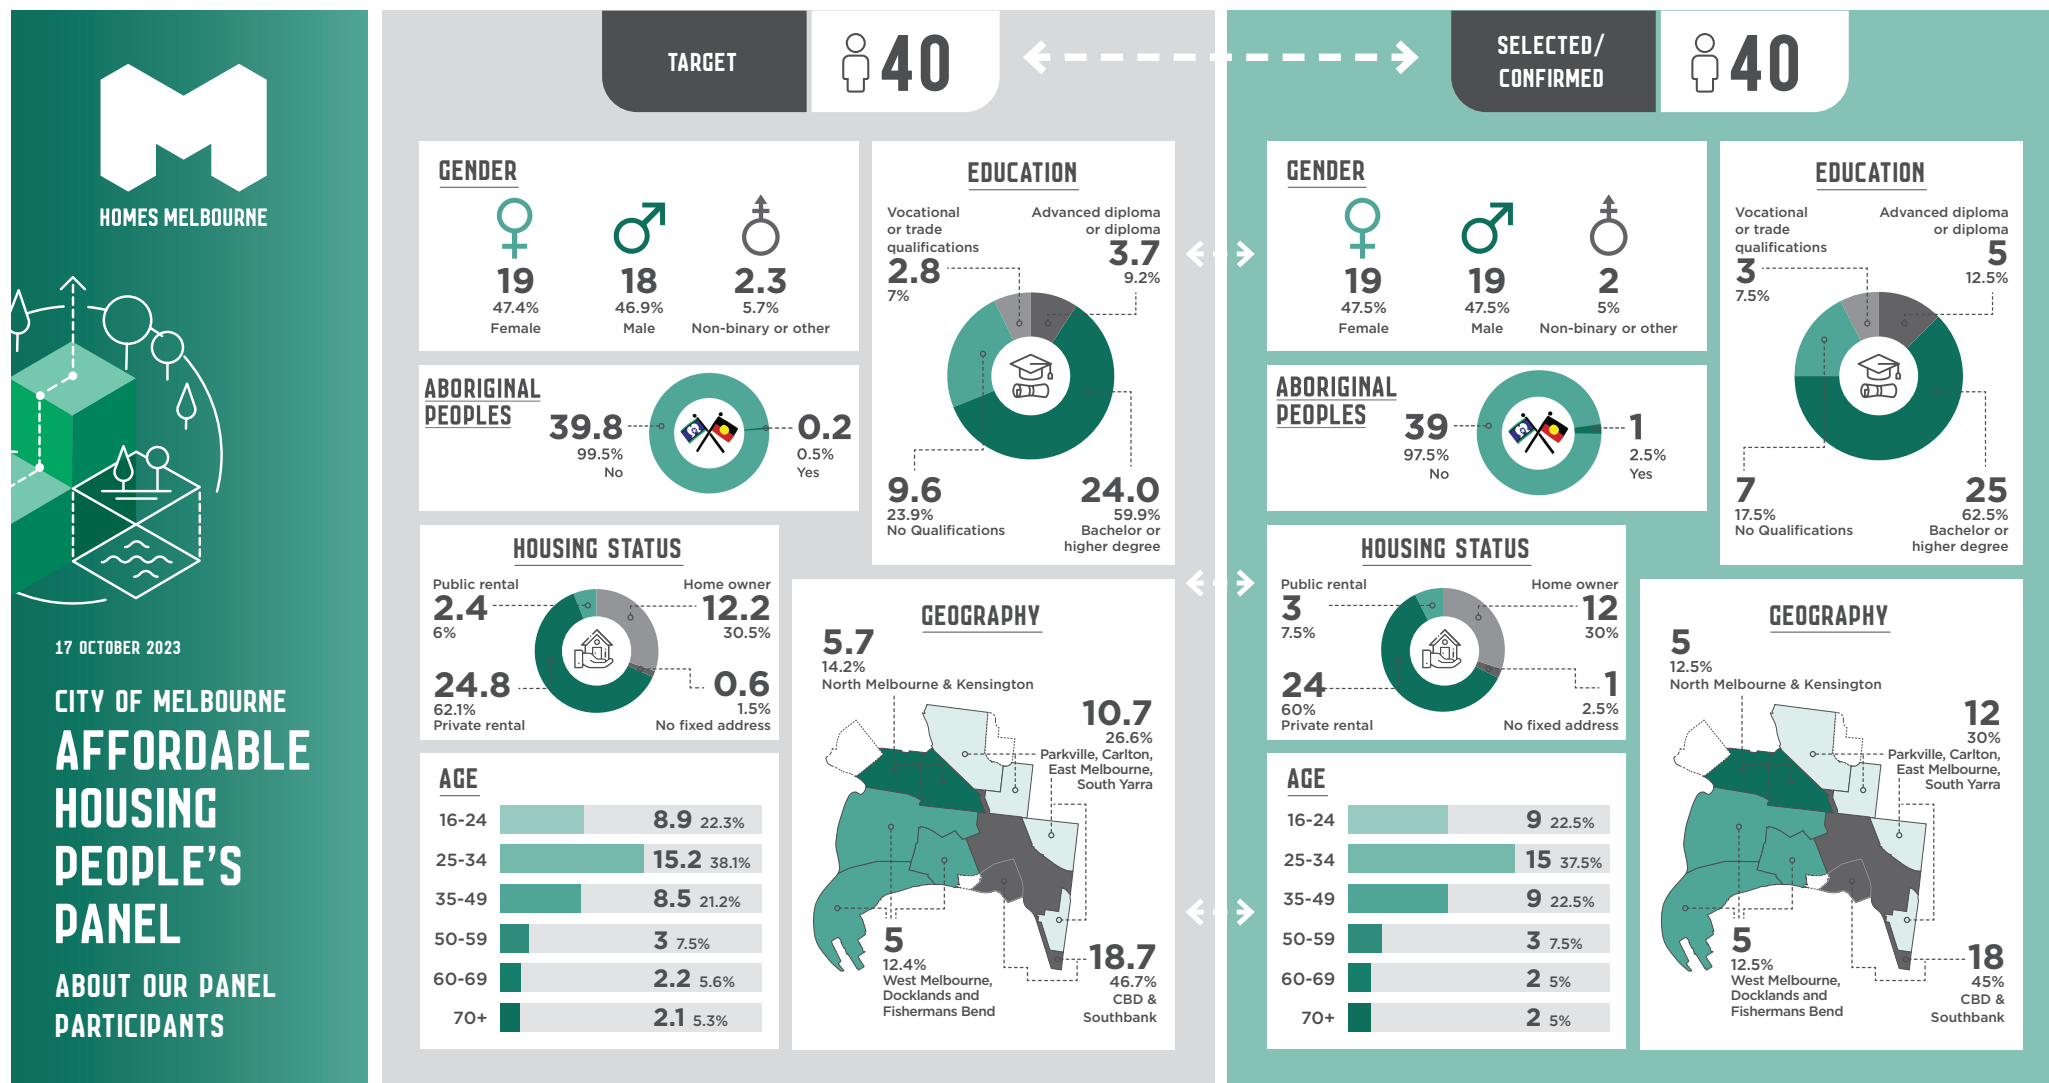 HOMES MELBOURNE
17 OCTOBER 2023
CITY OF MELBOURNE
AFFORDABLE
HOUSING
PEOPLE'S
PANEL
ABOUT OUR PANEL
PARTICIPANTS
TARGET
40
GENDER
19
47.4%
Female
18
46.9%
Male
2.3
5.7%
Non-binary or other
EDUCATION
Vocational
or trade
qualifications
2.8
7%
Advanced diploma
or diploma
3.7
9.2%
9.6
23.9%
No Qualifications
24.0
59.9%
Bachelor or
higher degree
ABORIGINAL
PEOPLES
39.8
99.5%
No
0.2
0.5%
Yes
HOUSING STATUS
Public rental
2.4
6%
Home owner
12.2
30.5%
24.8
62.1%
Private rental
0.6
1.5%
No fixed address
GEOGRAPHY
5.7
14.2%
North Melbourne & Kensington
10.7
26.6%
Parkville, Carlton,
East Melbourne,
South Yarra
5
12.4%
West Melbourne,
Docklands and
Fishermans Bend
18.7
46.7%
CBD &
Southbank
AGE
16-24 8.9 22.3%
25-34 15.2 38.1%
35-49 8.5 21.2%
50-59 3 7.5%
60-69 2.2 5.6%
70+ 2.1 5.3%
SELECTED/
CONFIRMED
40
GENDER
19
47.5%
Female
19
47.5%
Male
2
5%
Non-binary or other
EDUCATION
Vocational
or trade
qualifications
3
7.5%
Advanced diploma
or diploma
5
12.5%
7
17.5%
No Qualifications
25
62.5%
Bachelor or
higher degree
ABORIGINAL
PEOPLES
39
97.5%
No
1
2.5%
Yes
HOUSING STATUS
Public rental
3
7.5%
Home owner
12
30%
24
60%
Private rental
1
2.5%
No fixed address
GEOGRAPHY
5
12.5%
North Melbourne & Kensington
12
30%
Parkville, Carlton,
East Melbourne,
South Yarra
5
12.5%
West Melbourne,
Docklands and
Fishermans Bend
18
45%
CBD &
Southbank
AGE
16-24 9 22.5%
25-34 15 37.5%
35-49 9 22.5%
50-59 3 7.5%
60-69 2 5%
70+ 2 5%